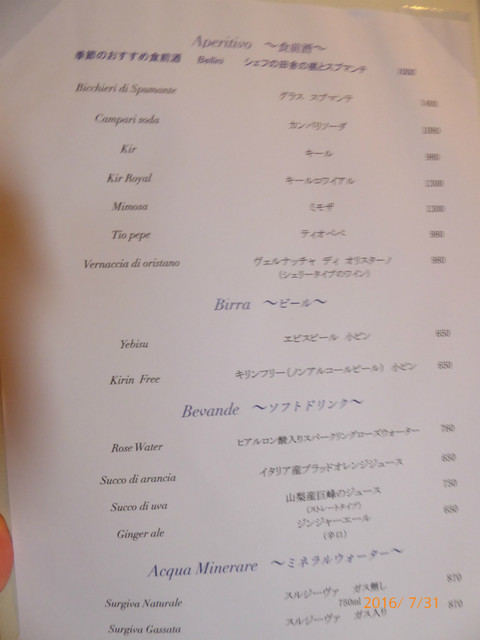 Aperitivo ～食前酒～
季節のおすすめ食前酒 Bellini シェフの田舎の桃とスプマンテ
Bicchieri di Spumante グラス スプマンテ
Campari soda カンパリソーダ 1080
Kir キール 980
Kir Royal キールロワイアル
Mimosa ミモザ
Tio pepe ティオペペ 980
Vernaccia di oristano ヴェルナッチャ ディ オリスターノ 980
(シェリータイプのワイン)
Birra ～ビール～
Yebisu ヱビスビール 小ビン 650
Kirin Free キリンフリー(ノンアルコールビール) 小ビン 650
Bevande ～ソフトドリンク～
Rose Water ヒアルロン酸入りスパークリングローズウォーター 780
Succo di arancia イタリア産ブラッドオレンジジュース 650
Succo di uva 山梨産巨峰のジュース 750
(ストレートタイプ)
Ginger ale ジンジャーエール 650
(辛口)
Acqua Minerare ～ミネラルウォーター～
Surgiva Naturale スルジーヴァ ガス無し 870
750ml
Surgiva Gassata スルジーヴァ ガス入り 870
2016/ 7/31